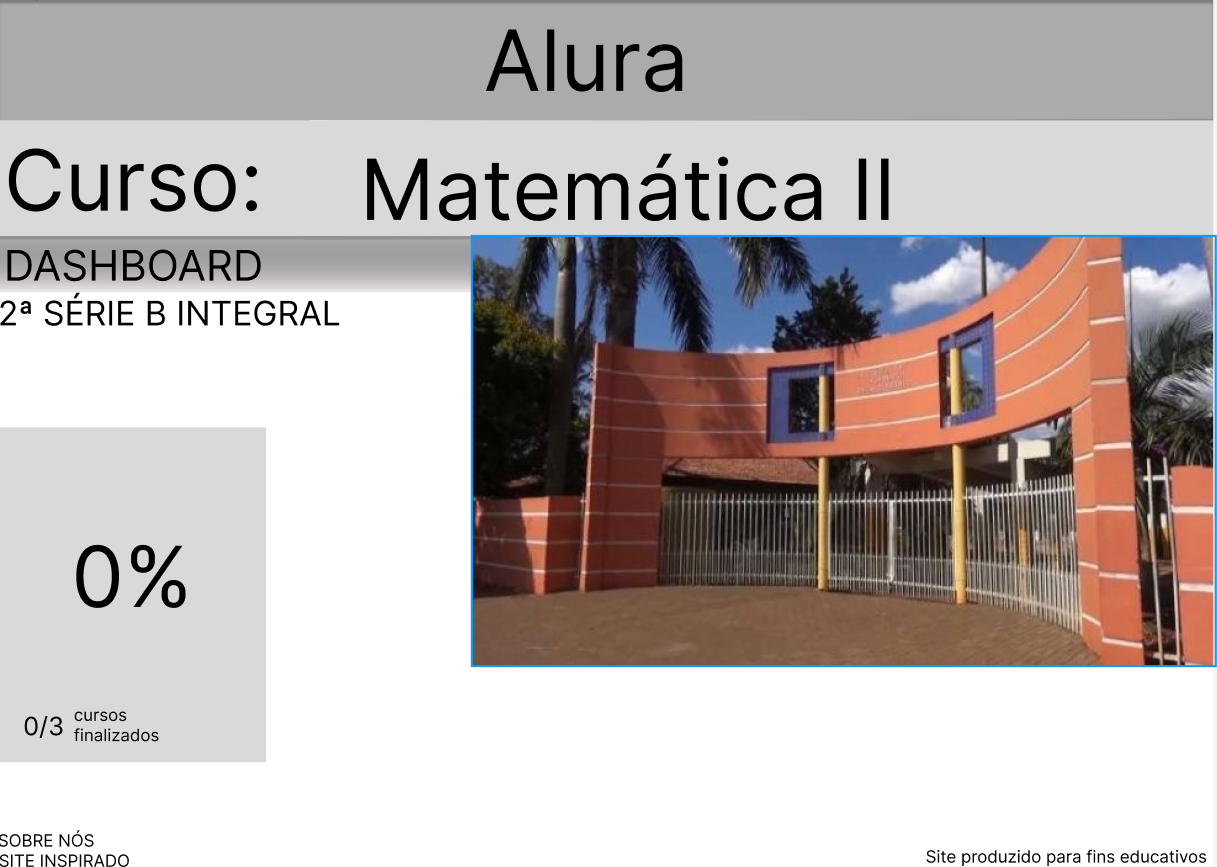 Alura
Curso: Matemática II
DASHBOARD
2ª SÉRIE B INTEGRAL
0%
0/3 cursos
finalizados
SOBRE NÓS
SITE INSPIRADO
Site produzido para fins educativos